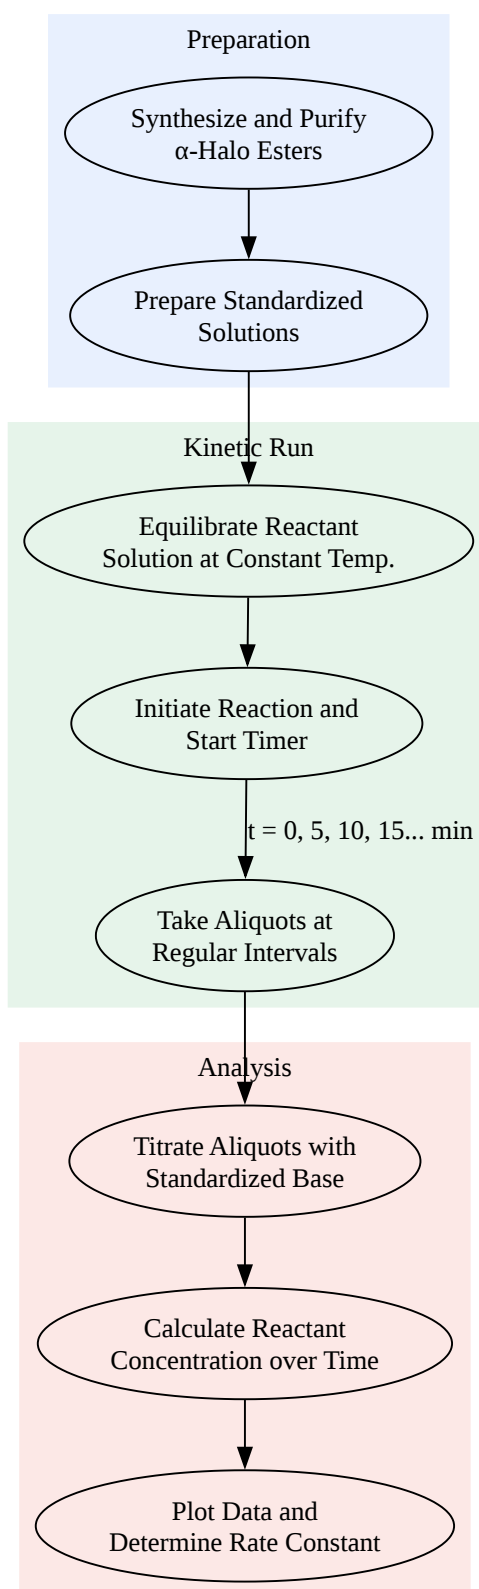 Preparation
Synthesize and Purify
α-Halo Esters
Prepare Standardized
Solutions
Kinetic Run
Equilibrate Reactant
Solution at Constant Temp.
Initiate Reaction and
Start Timer
t = 0, 5, 10, 15... min
Take Aliquots at
Regular Intervals
Analysis
Titrate Aliquots with
Standardized Base
Calculate Reactant
Concentration over Time
Plot Data and
Determine Rate Constant